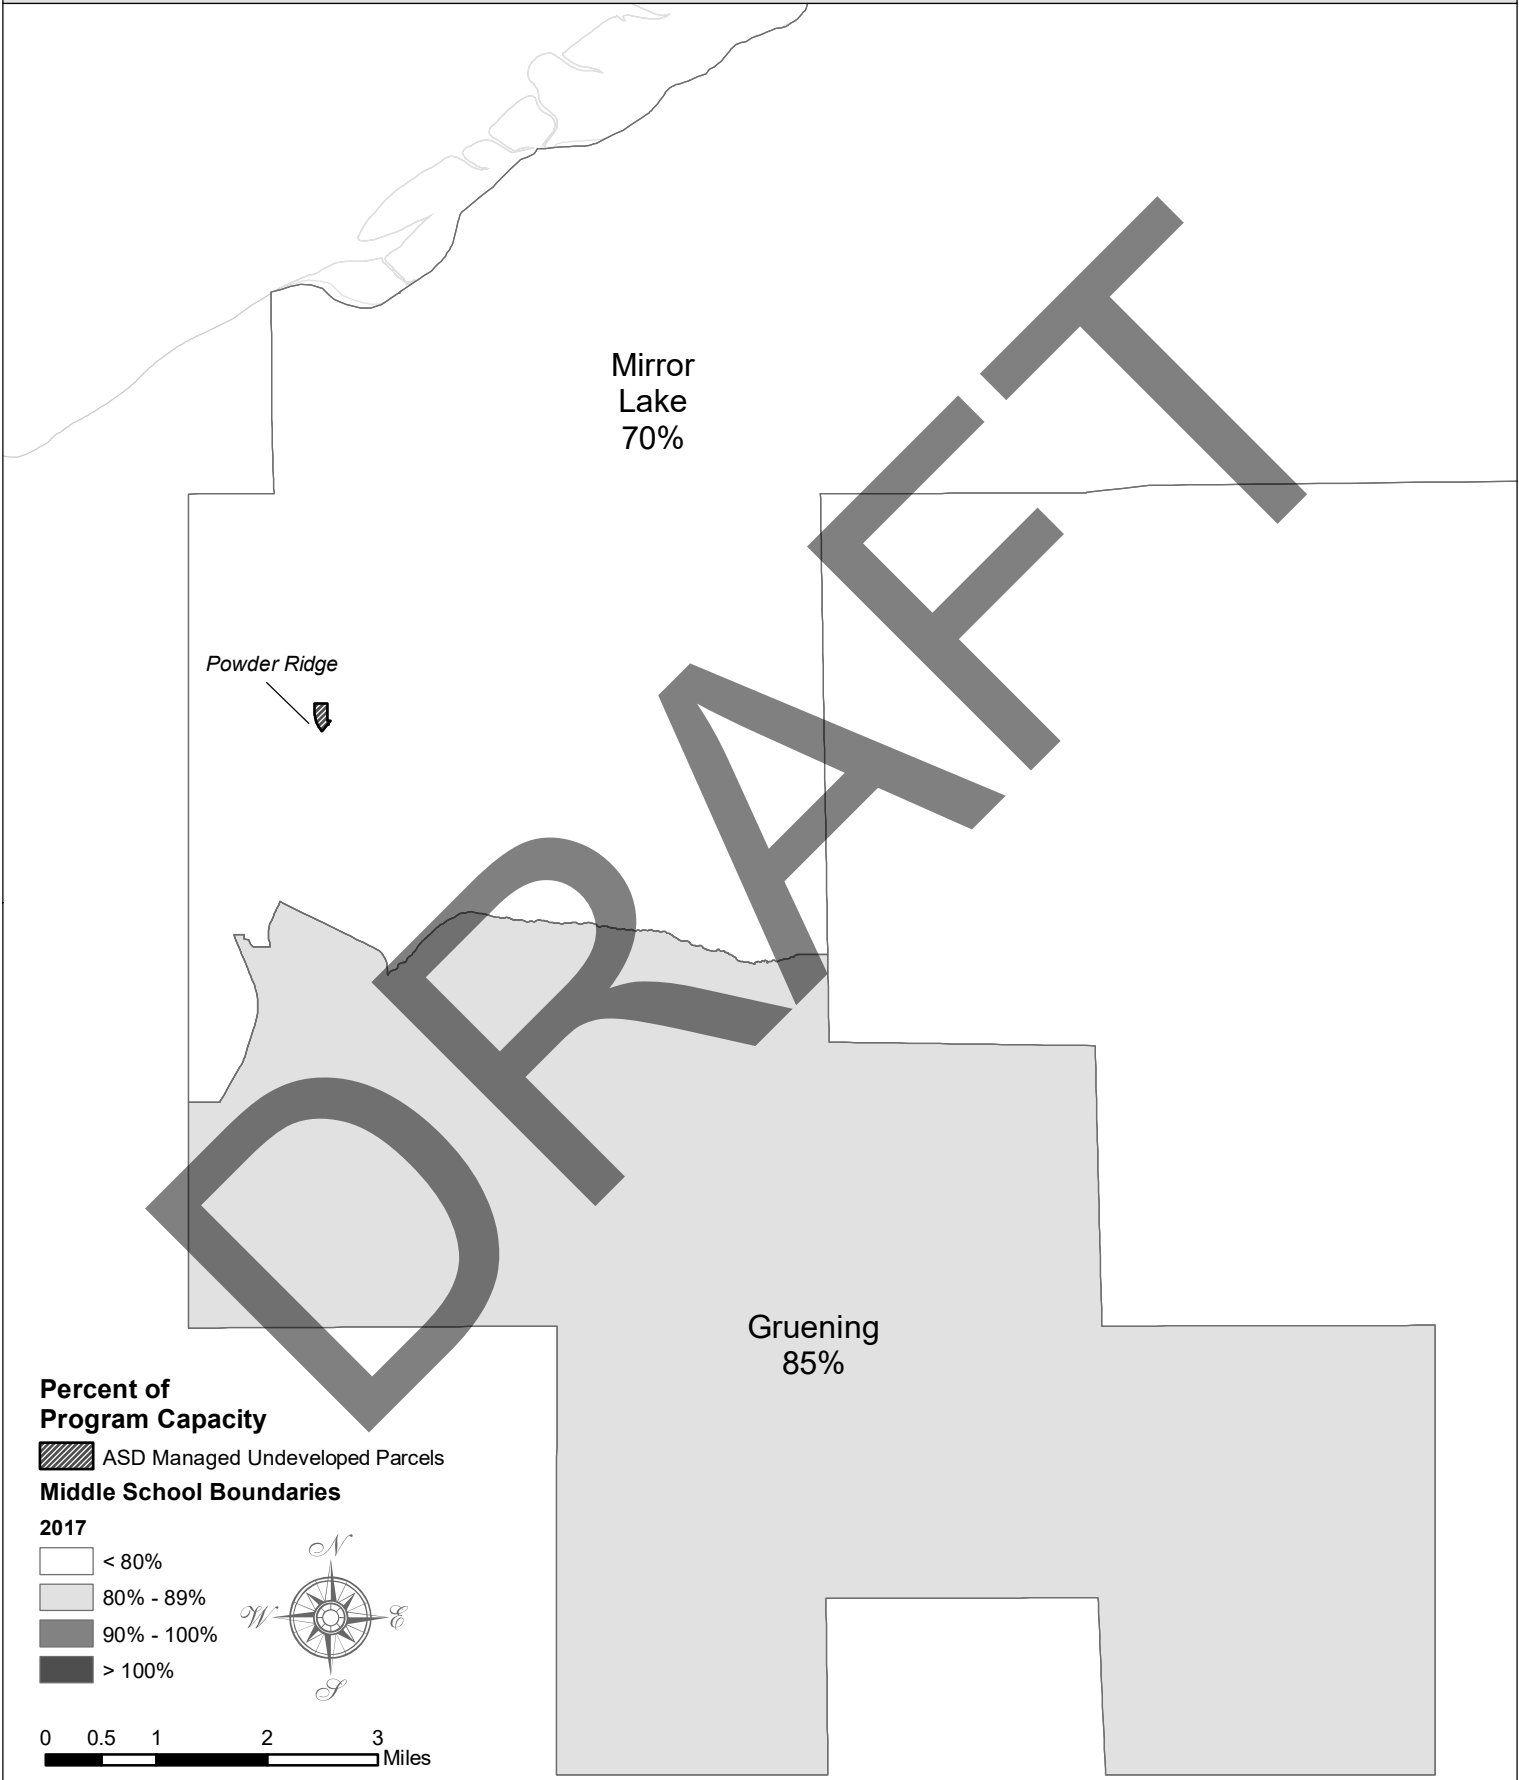 Mirror
Lake
70%
Powder Ridge
DRAFT
Gruening
85%
Percent of
Program Capacity
ASD Managed Undeveloped Parcels
Middle School Boundaries
2017
< 80%
80% - 89%
90% - 100%
> 100%
N
W
E
S
0 0.5 1 2 3
Miles